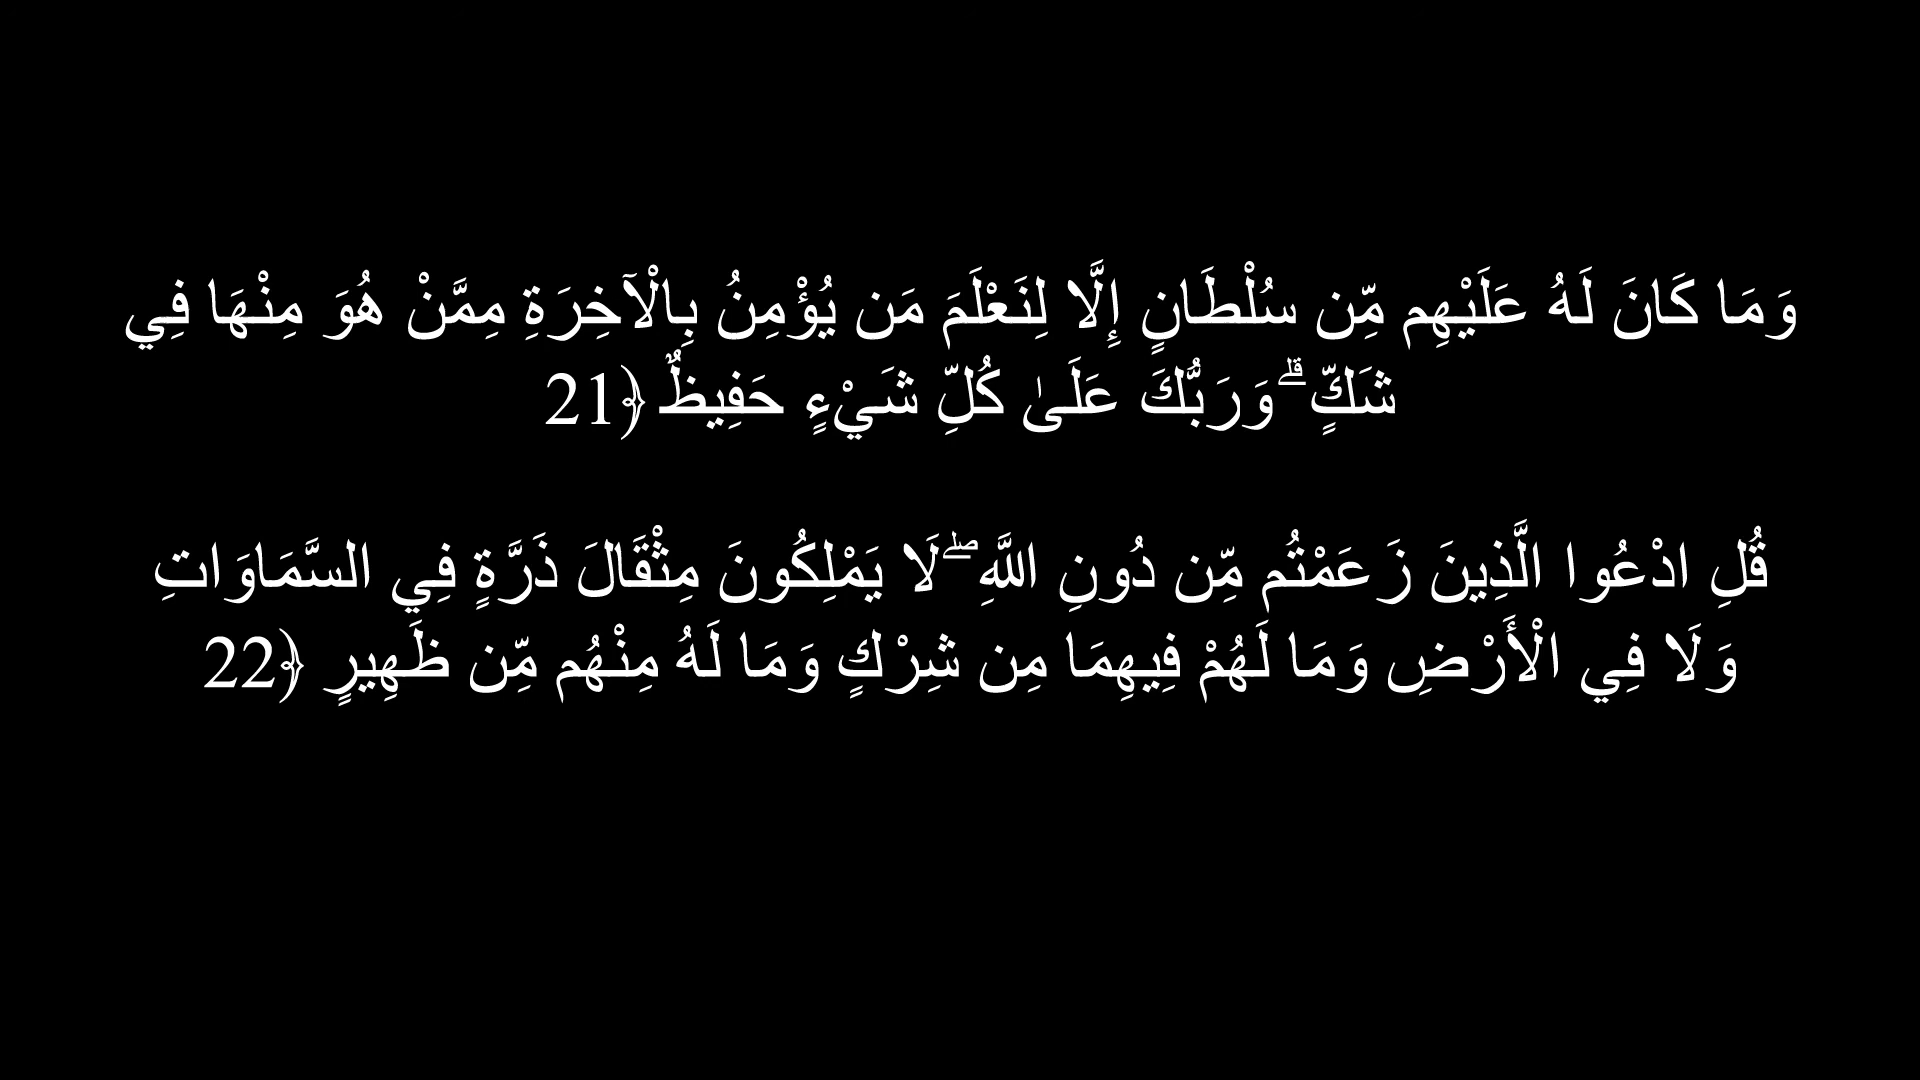 وَمَا كَانَ لَهُ عَلَيْهِم مِّن سُلْطَانٍ إِلَّا لِنَعْلَمَ مَن يُؤْمِنُ بِالْآخِرَةِ مِمَّنْ هُوَ مِنْهَا فِي
شَكٍّ ۗ وَرَبُّكَ عَلَىٰ كُلِّ شَيْءٍ حَفِيظٌ ﴿21
قُلِ ادْعُوا الَّذِينَ زَعَمْتُم مِّن دُونِ اللَّهِ ۖ لَا يَمْلِكُونَ مِثْقَالَ ذَرَّةٍ فِي السَّمَاوَاتِ
وَلَا فِي الْأَرْضِ وَمَا لَهُمْ فِيهِمَا مِن شِرْكٍ وَمَا لَهُ مِنْهُم مِّن ظَهِيرٍ ﴿22